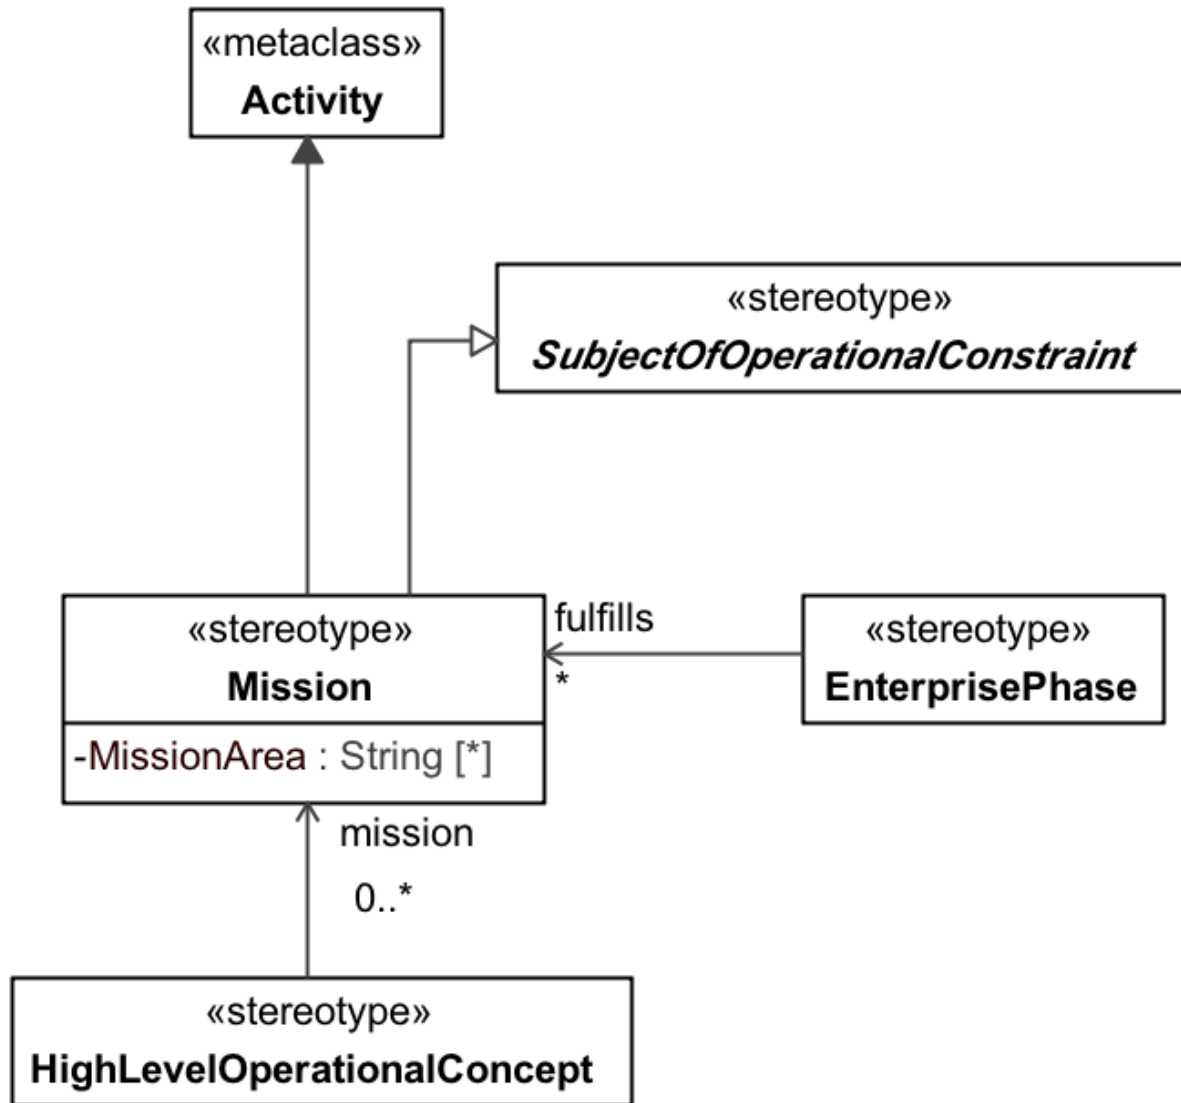 «metaclass»
Activity
«stereotype»
SubjectOfOperationalConstraint
«stereotype»
Mission
-MissionArea : String [*]
fulfills
*
«stereotype»
EnterprisePhase
mission
0..*
«stereotype»
HighLevelOperationalConcept